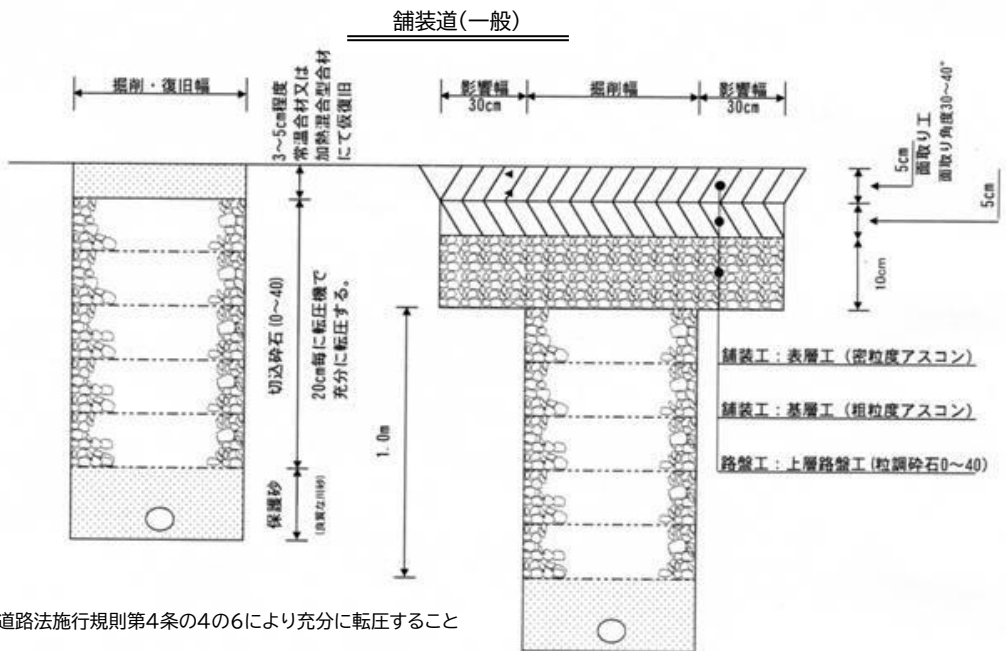 舗装道(一般)
掘削・復旧幅
3～5cm程度
常温合材又は
加熱混合型合材
にて仮復旧
切込砕石(0～40)
20cm毎に転圧機で
充分に転圧する。
保護砂
(良質な川砂)
影響幅
30cm
掘削幅
影響幅
30cm
5cm
面取り工
面取り角度30～40°
5cm
10cm
1.0m
舗装工：表層工（密粒度アスコン）
舗装工：基層工（粗粒度アスコン）
路盤工：上層路盤工(粒調砕石0～40)
道路法施行規則第4条の4の6により充分に転圧すること